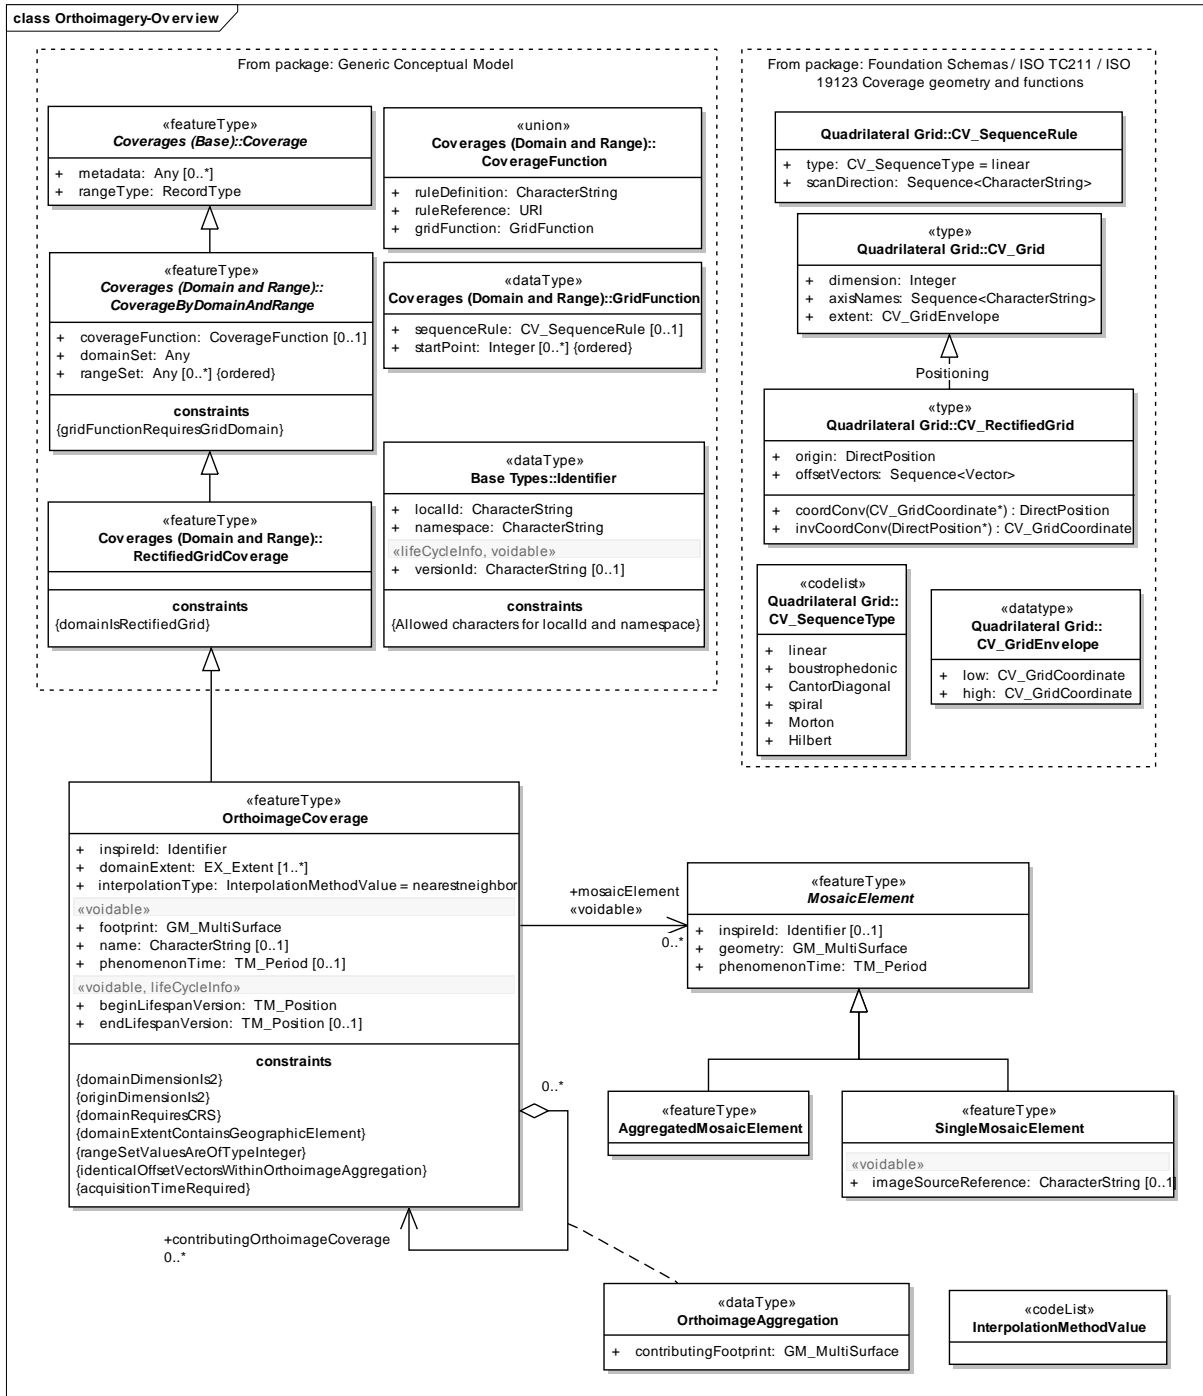 class Orthoimagery-Overview
From package: Generic Conceptual Model
«featureType»
Coverages (Base)::Coverage
+ metadata: Any [0..*]
+ rangeType: RecordType
«union»
Coverages (Domain and Range)::
CoverageFunction
+ ruleDefinition: CharacterString
+ ruleReference: URI
+ gridFunction: GridFunction
«featureType»
Coverages (Domain and Range)::
CoverageByDomainAndRange
+ coverageFunction: CoverageFunction [0..1]
+ domainSet: Any
+ rangeSet: Any [0..*] {ordered}
constraints
{gridFunctionRequiresGridDomain}
«dataType»
Coverages (Domain and Range)::GridFunction
+ sequenceRule: CV_SequenceRule [0..1]
+ startPoint: Integer [0..*] {ordered}
«featureType»
Coverages (Domain and Range)::
RectifiedGridCoverage
constraints
{domainIsRectifiedGrid}
«dataType»
Base Types::Identifier
+ localId: CharacterString
+ namespace: CharacterString
«lifeCycleInfo, voidable»
+ versionId: CharacterString [0..1]
constraints
{Allowed characters for localId and namespace}
From package: Foundation Schemas / ISO TC211 / ISO
19123 Coverage geometry and functions
Quadrilateral Grid::CV_SequenceRule
+ type: CV_SequenceType = linear
+ scanDirection: Sequence<CharacterString>
«type»
Quadrilateral Grid::CV_Grid
+ dimension: Integer
+ axisNames: Sequence<CharacterString>
+ extent: CV_GridEnvelope
Positioning
«type»
Quadrilateral Grid::CV_RectifiedGrid
+ origin: DirectPosition
+ offsetVectors: Sequence<Vector>
+ coordConv(CV_GridCoordinate*) : DirectPosition
+ invCoordConv(DirectPosition*) : CV_GridCoordinate
«codelist»
Quadrilateral Grid::
CV_SequenceType
+ linear
+ boustrophedonic
+ CantorDiagonal
+ spiral
+ Morton
+ Hilbert
«datatype»
Quadrilateral Grid::
CV_GridEnvelope
+ low: CV_GridCoordinate
+ high: CV_GridCoordinate
«featureType»
OrthoimageCoverage
+ inspireId: Identifier
+ domainExtent: EX_Extent [1..*]
+ interpolationType: InterpolationMethodValue = nearestneighbor
«voidable»
+ footprint: GM_MultiSurface
+ name: CharacterString [0..1]
+ phenomenonTime: TM_Period [0..1]
«voidable, lifeCycleInfo»
+ beginLifespanVersion: TM_Position
+ endLifespanVersion: TM_Position [0..1]
constraints
{domainDimensionIs2}
{originDimensionIs2}
{domainRequiresCRS}
{domainExtentContainsGeographicElement}
{rangeSetValuesAreOfTypeInteger}
{identicalOffsetVectorsWithinOrthoimageAggregation}
{acquisitionTimeRequired}
+mosaicElement
«voidable»
0..*
«featureType»
MosaicElement
+ inspireId: Identifier [0..1]
+ geometry: GM_MultiSurface
+ phenomenonTime: TM_Period
0..*
«featureType»
AggregatedMosaicElement
«featureType»
SingleMosaicElement
«voidable»
+ imageSourceReference: CharacterString [0..1]
+contributingOrthoimageCoverage
0..*
«dataType»
OrthoimageAggregation
+ contributingFootprint: GM_MultiSurface
«codeList»
InterpolationMethodValue